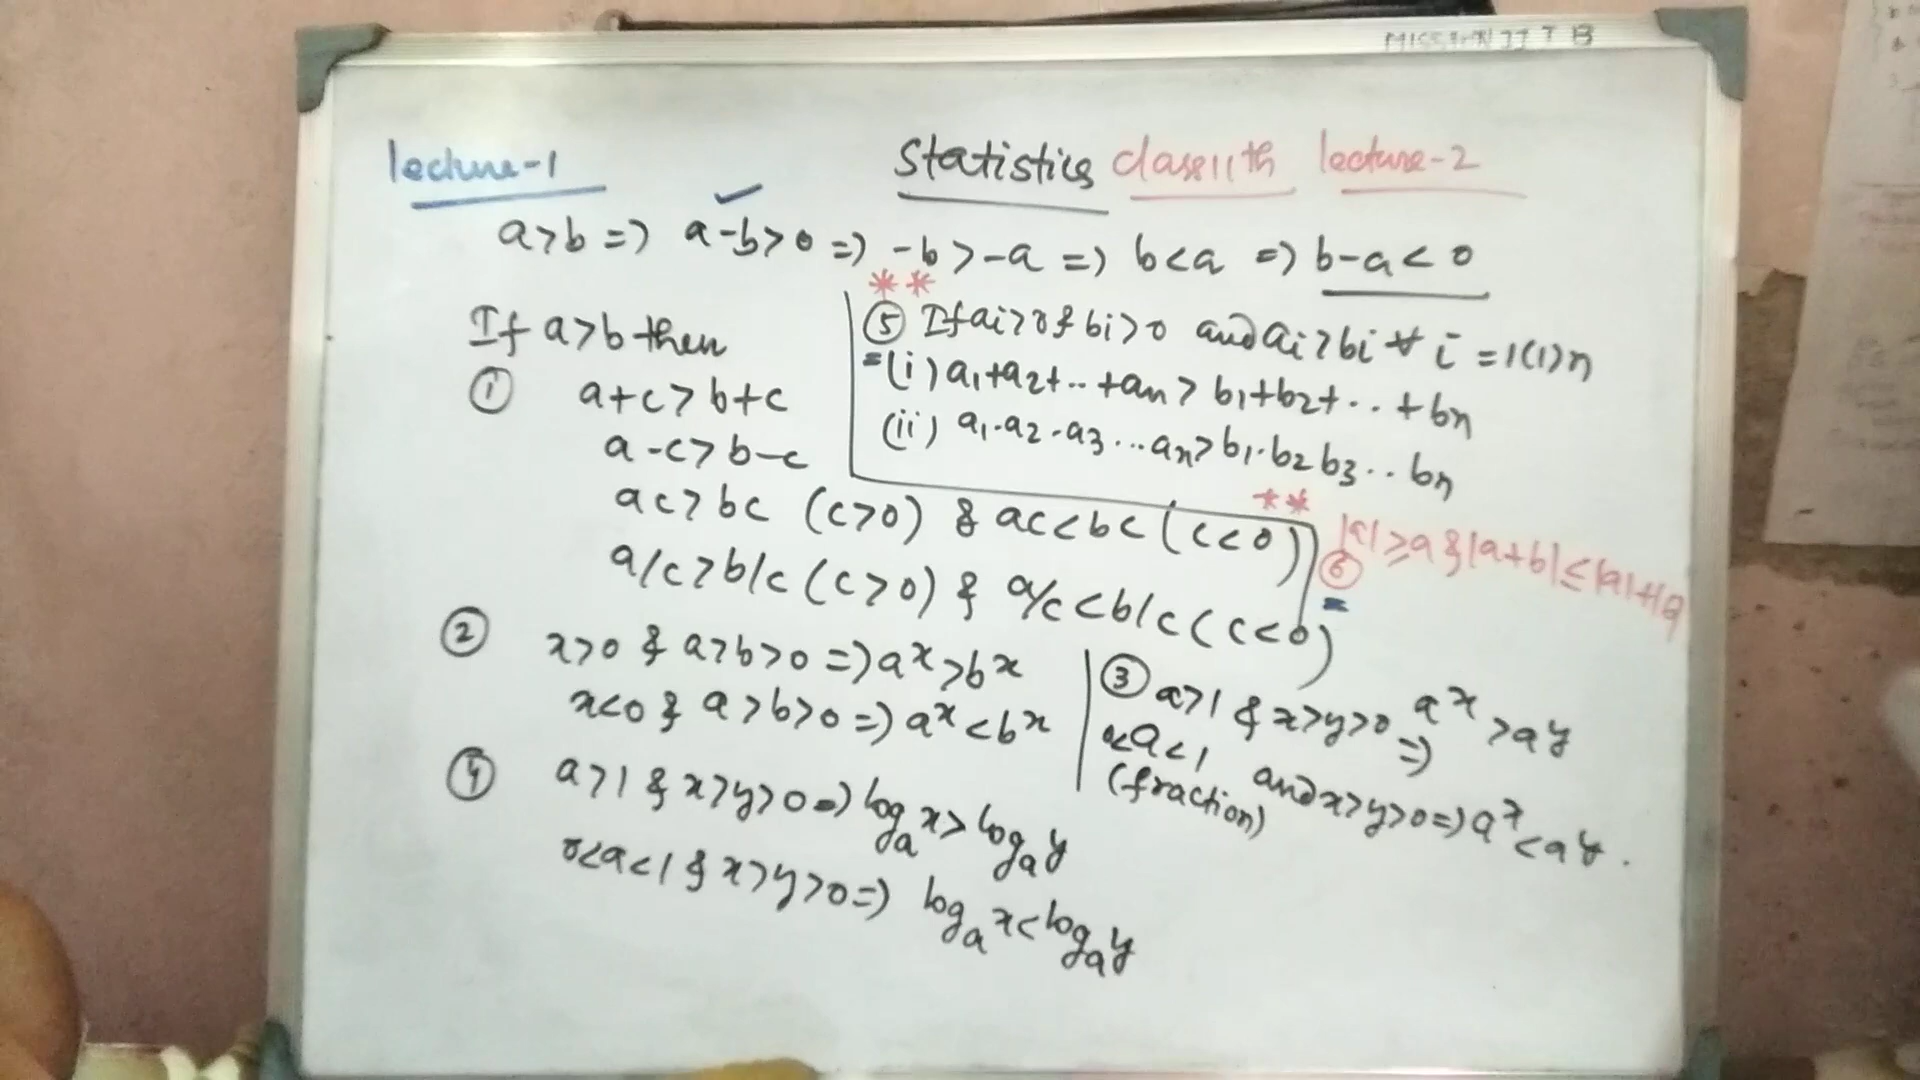 MISSION IIT B
lecture-1
Statistics class 11th lecture-2
a>b => a-b>0 => -b>-a => b<a => b-a<0
If a>b then
① a+c>b+c
a-c>b-c
ac>bc (c>0) & ac<bc (c<0)
a/c>b/c (c>0) & a/c<b/c (c<0)
** ⑤ If ai>0 & bi>0 and ai>bi ∀ i = 1(1)n
=(i) a1+a2+..+an> b1+b2+..+bn
(ii) a1.a2.a3...an>b1.b2 b3..bn
** ⑥ |a|≥a & |a+b|≤|a|+|
② x>0 & a>b>0 => a^x>b^x
x<0 & a>b>0 => a^x<b^x
③ a>1 & x>y>0 => a^x>a^y
0<a<1 and x>y>0 => a^x<a^y.
(fraction)
④ a>1 & x>y>0 => log_a x> log_a y
0<a<1 & x>y>0 => log_a x<log_a y